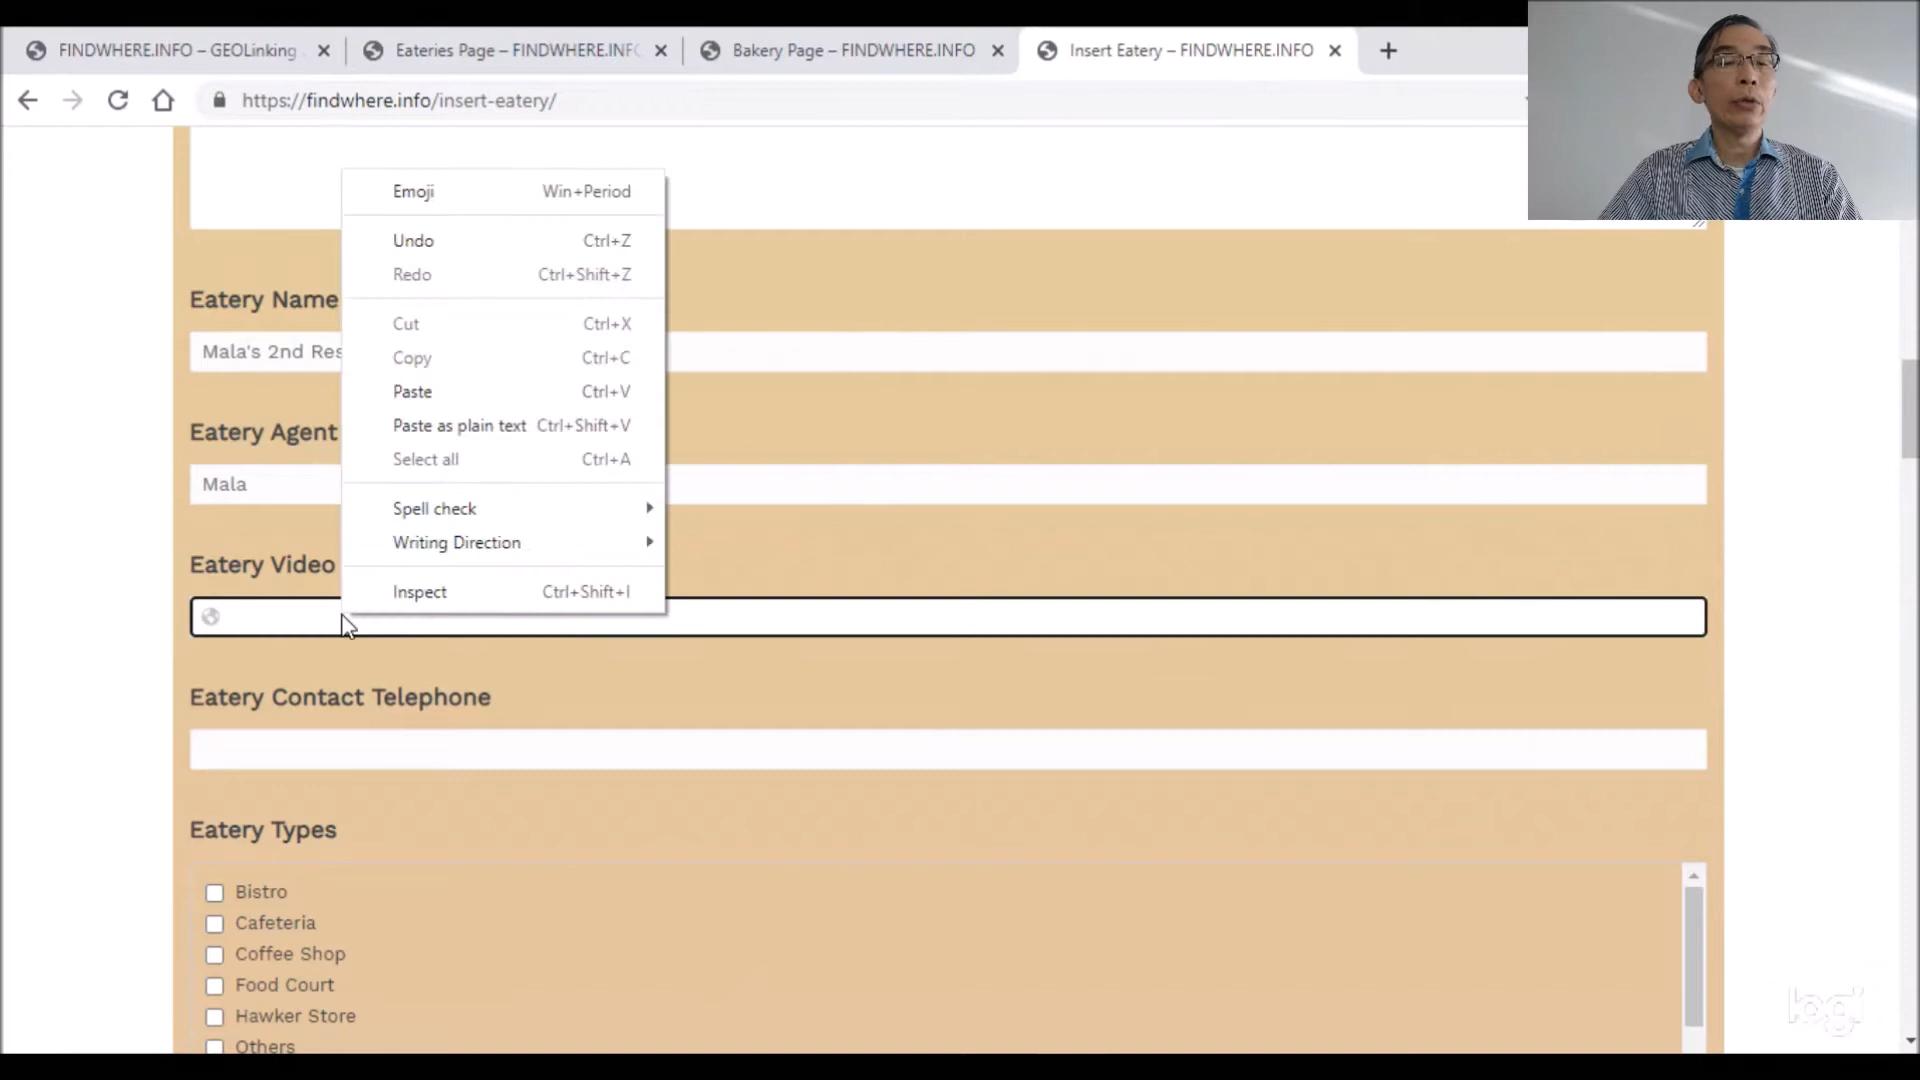 FINDWHERE.INFO – GEOLinking
Eateries Page – FINDWHERE.INFO
Bakery Page – FINDWHERE.INFO
Insert Eatery – FINDWHERE.INFO
https://findwhere.info/insert-eatery/
Emoji Win+Period
Undo Ctrl+Z
Redo Ctrl+Shift+Z
Cut Ctrl+X
Copy Ctrl+C
Paste Ctrl+V
Paste as plain text Ctrl+Shift+V
Select all Ctrl+A
Spell check
Writing Direction
Inspect Ctrl+Shift+I
Eatery Name
Mala's 2nd Res
Eatery Agent
Mala
Eatery Video
Eatery Contact Telephone
Eatery Types
Bistro
Cafeteria
Coffee Shop
Food Court
Hawker Store
Others
logi